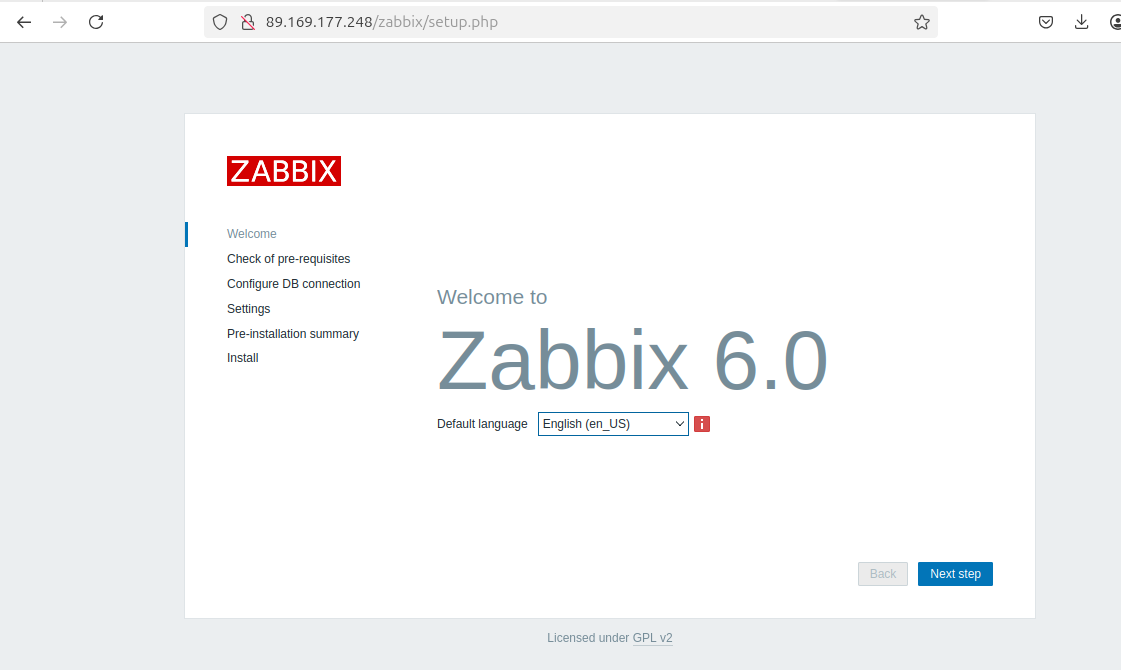 89.169.177.248/zabbix/setup.php
ZABBIX
Welcome
Check of pre-requisites
Configure DB connection
Settings
Pre-installation summary
Install
Welcome to
Zabbix 6.0
Default language English (en_US) i
Back Next step
Licensed under GPL v2